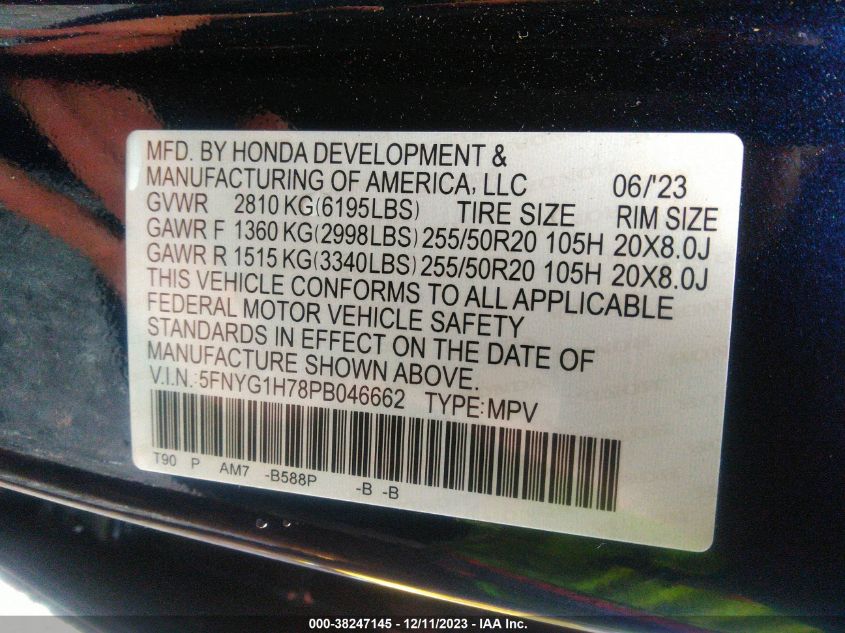 MFD. BY HONDA DEVELOPMENT &
MANUFACTURING OF AMERICA, LLC 06/'23
GVWR 2810 KG(6195LBS) TIRE SIZE RIM SIZE
GAWR F 1360 KG(2998LBS) 255/50R20 105H 20X8.0J
GAWR R 1515 KG(3340LBS) 255/50R20 105H 20X8.0J
THIS VEHICLE CONFORMS TO ALL APPLICABLE
FEDERAL MOTOR VEHICLE SAFETY
STANDARDS IN EFFECT ON THE DATE OF
MANUFACTURE SHOWN ABOVE.
V.I.N.:5FNYG1H78PB046662 TYPE:MPV
T90 P AM7 -B588P -B -B
000-38247145 - 12/11/2023 - IAA Inc.